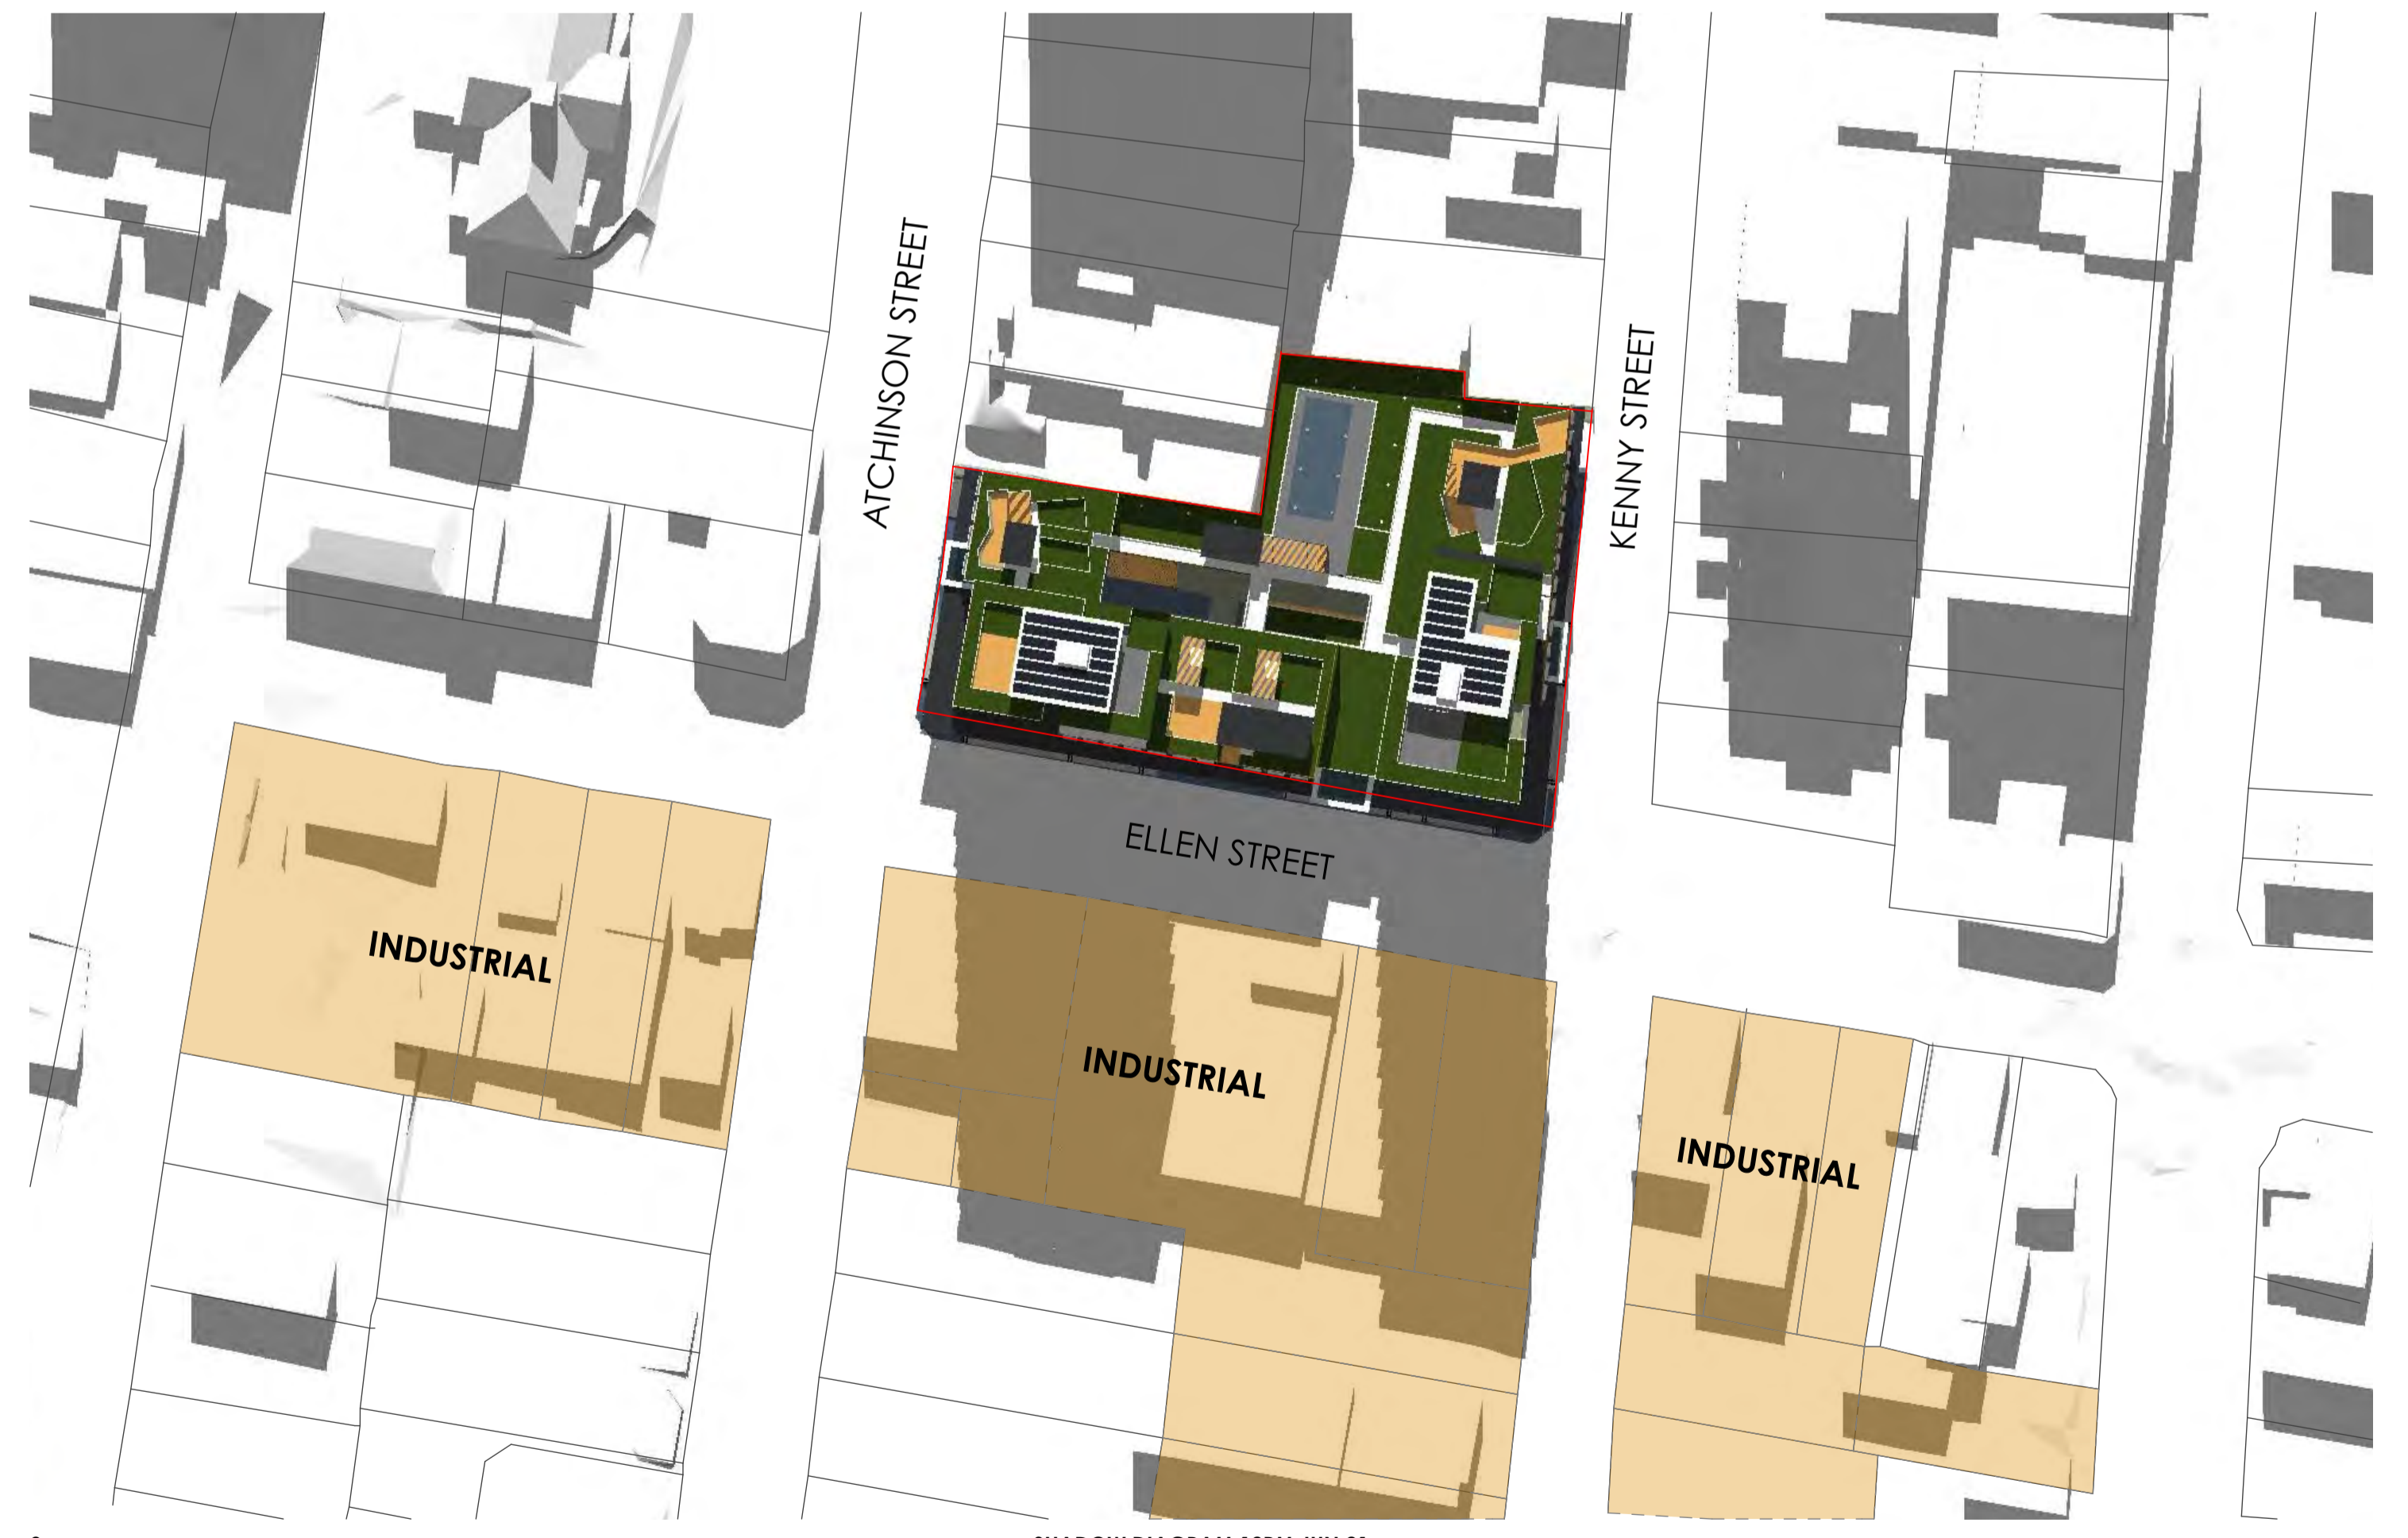 ATCHINSON STREET
KENNY STREET
ELLEN STREET
INDUSTRIAL
INDUSTRIAL
INDUSTRIAL